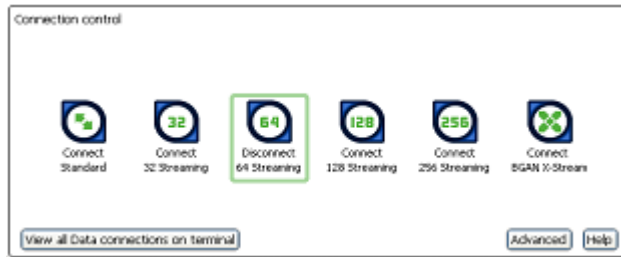 Connection control
32 64 128 256
Connect Connect Disconnect Connect Connect Connect
Standard 32 Streaming 64 Streaming 128 Streaming 256 Streaming BGAN X-Stream
View all Data connections on terminal Advanced Help